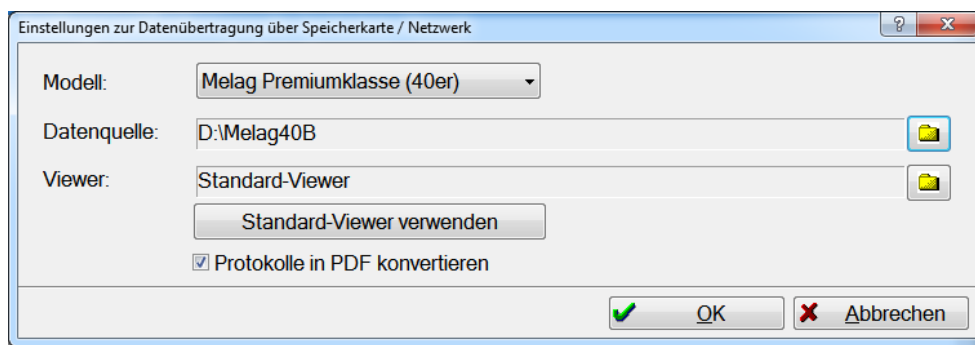 Einstellungen zur Datenübertragung über Speicherkarte / Netzwerk
Modell: Melag Premiumklasse (40er)
Datenquelle: D:\Melag40B
Viewer: Standard-Viewer
Standard-Viewer verwenden
Protokolle in PDF konvertieren
OK Abbrechen